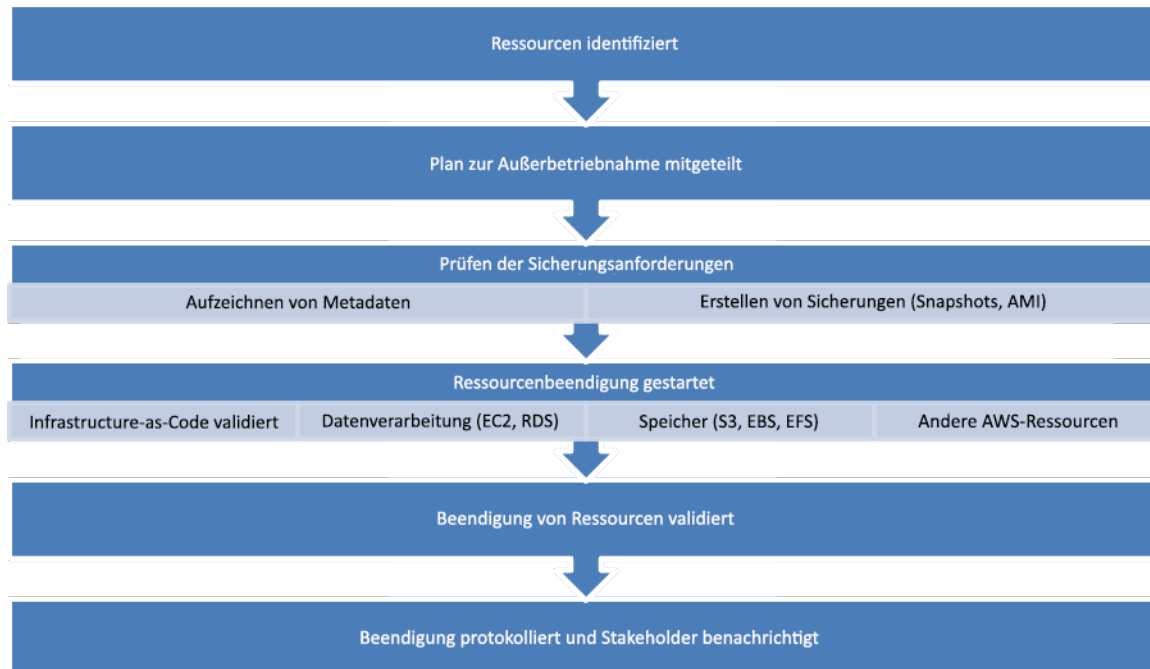 Ressourcen identifiziert
Plan zur Außerbetriebnahme mitgeteilt
Prüfen der Sicherungsanforderungen
Aufzeichnen von Metadaten
Erstellen von Sicherungen (Snapshots, AMI)
Ressourcenbeendigung gestartet
Infrastructure-as-Code validiert
Datenverarbeitung (EC2, RDS)
Speicher (S3, EBS, EFS)
Andere AWS-Ressourcen
Beendigung von Ressourcen validiert
Beendigung protokolliert und Stakeholder benachrichtigt